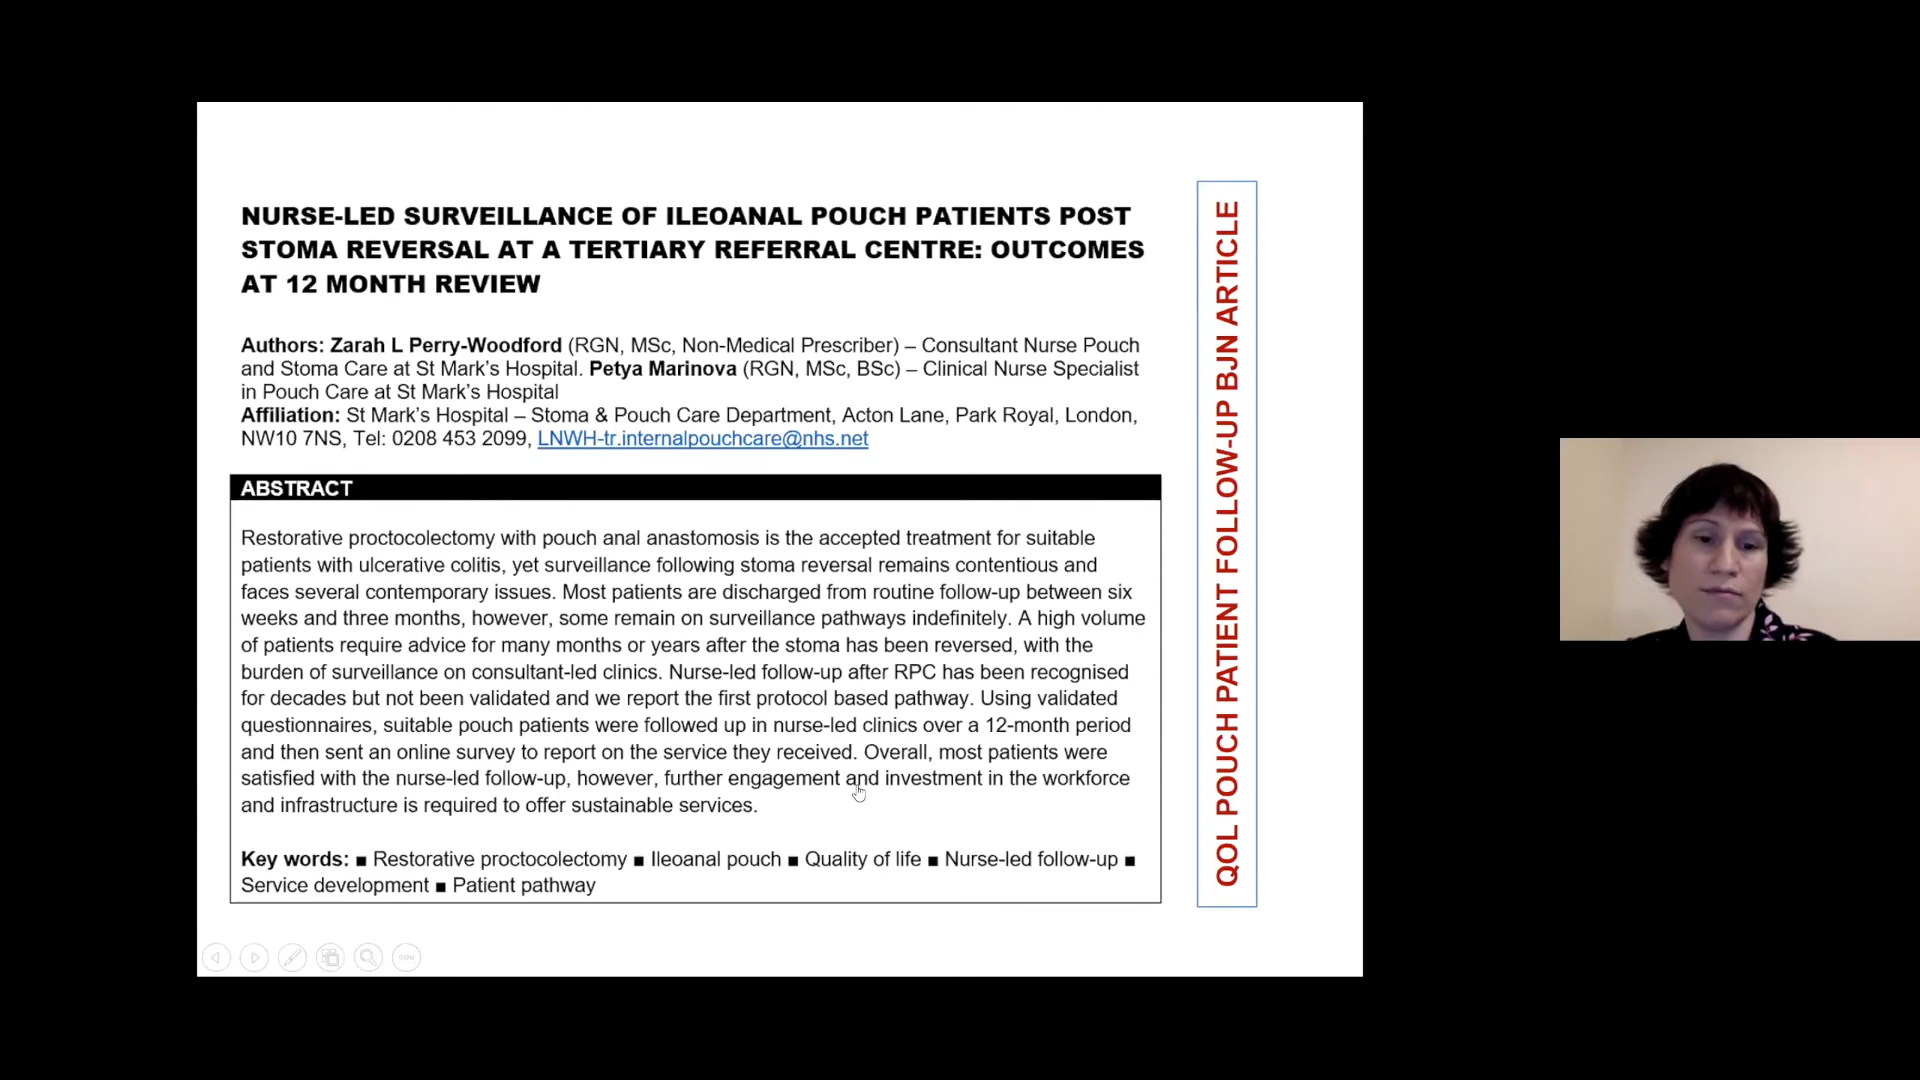 NURSE-LED SURVEILLANCE OF ILEOANAL POUCH PATIENTS POST
STOMA REVERSAL AT A TERTIARY REFERRAL CENTRE: OUTCOMES
AT 12 MONTH REVIEW
Authors: Zarah L Perry-Woodford (RGN, MSc, Non-Medical Prescriber) – Consultant Nurse Pouch
and Stoma Care at St Mark's Hospital. Petya Marinova (RGN, MSc, BSc) – Clinical Nurse Specialist
in Pouch Care at St Mark's Hospital
Affiliation: St Mark's Hospital – Stoma & Pouch Care Department, Acton Lane, Park Royal, London,
NW10 7NS, Tel: 0208 453 2099, LNWH-tr.internalpouchcare@nhs.net
ABSTRACT
Restorative proctocolectomy with pouch anal anastomosis is the accepted treatment for suitable
patients with ulcerative colitis, yet surveillance following stoma reversal remains contentious and
faces several contemporary issues. Most patients are discharged from routine follow-up between six
weeks and three months, however, some remain on surveillance pathways indefinitely. A high volume
of patients require advice for many months or years after the stoma has been reversed, with the
burden of surveillance on consultant-led clinics. Nurse-led follow-up after RPC has been recognised
for decades but not been validated and we report the first protocol based pathway. Using validated
questionnaires, suitable pouch patients were followed up in nurse-led clinics over a 12-month period
and then sent an online survey to report on the service they received. Overall, most patients were
satisfied with the nurse-led follow-up, however, further engagement and investment in the workforce
and infrastructure is required to offer sustainable services.
Key words: ■ Restorative proctocolectomy ■ Ileoanal pouch ■ Quality of life ■ Nurse-led follow-up ■
Service development ■ Patient pathway
QOL POUCH PATIENT FOLLOW-UP BJN ARTICLE